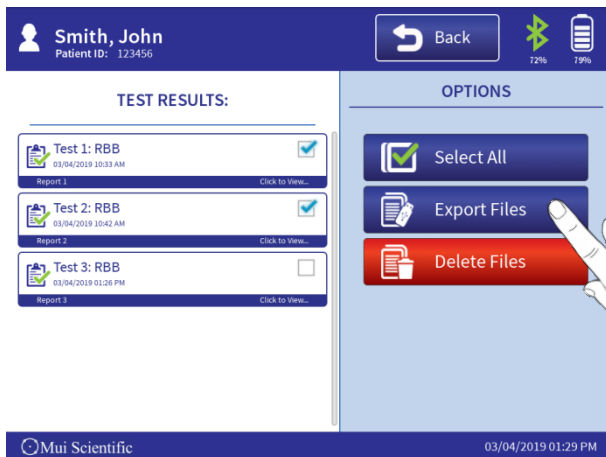 Smith, John
Patient ID: 123456
Back
72%
79%
TEST RESULTS:
Test 1: RBB
03/04/2019 10:33 AM
Report 1 Click to View...
Test 2: RBB
03/04/2019 10:42 AM
Report 2 Click to View...
Test 3: RBB
03/04/2019 01:26 PM
Report 3 Click to View...
OPTIONS
Select All
Export Files
Delete Files
Mui Scientific
03/04/2019 01:29 PM